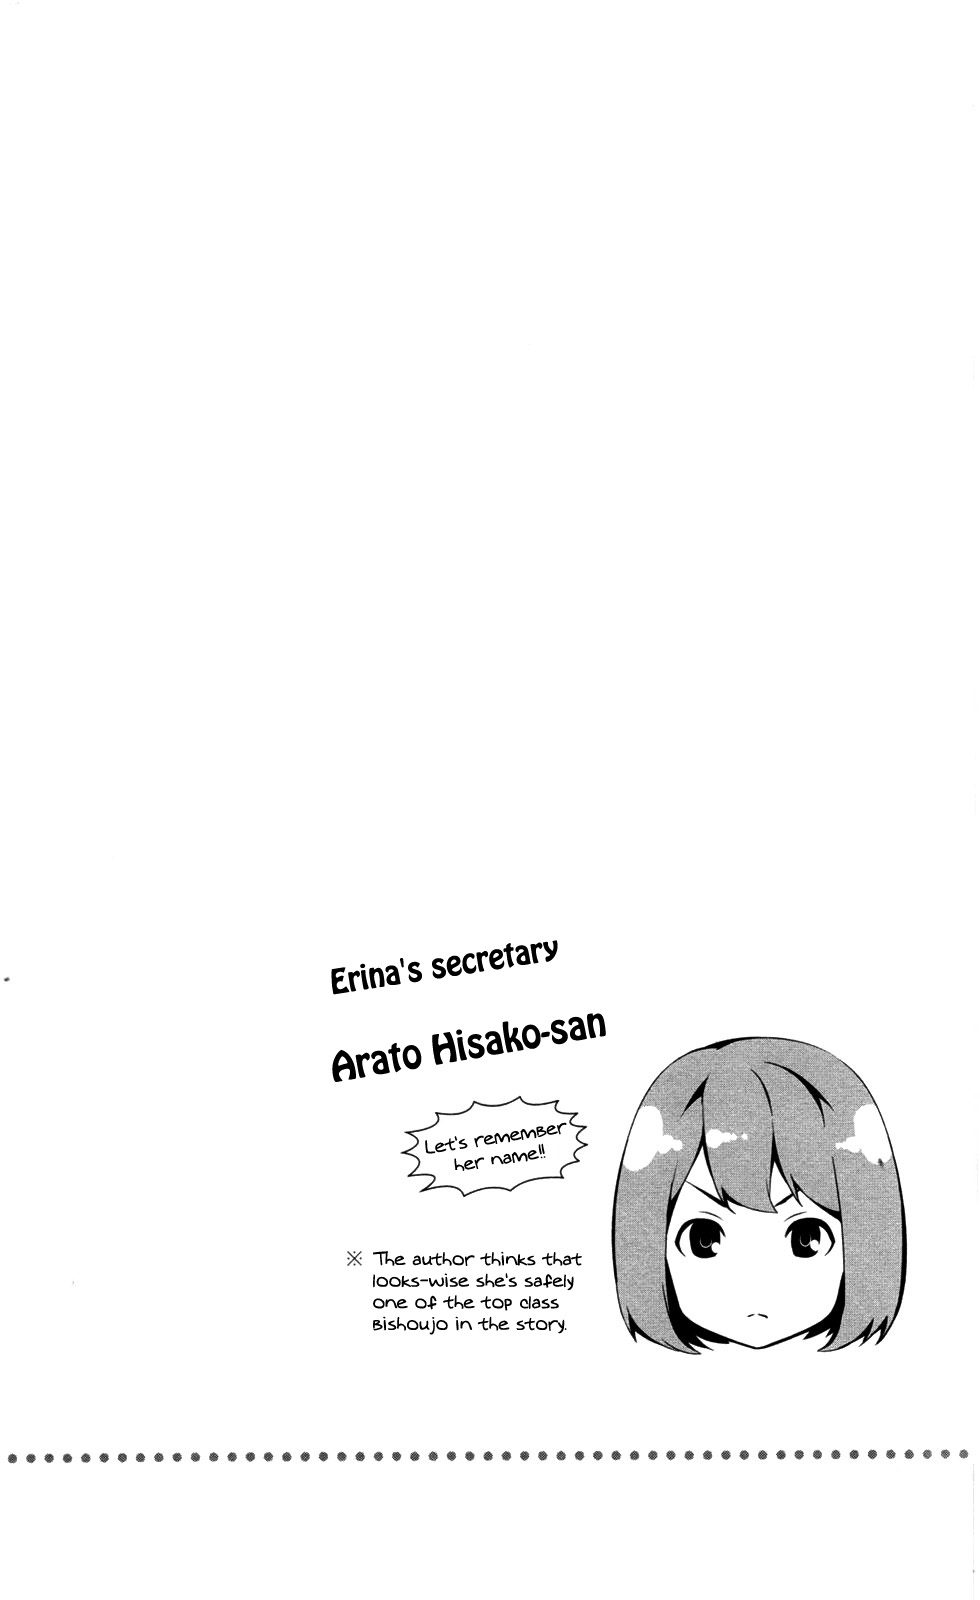 Erina's secretary
Arato Hisako-san
Let's remember
her name!!
※ The author thinks that
looks-wise she's safely
one of the top class
Bishoujo in the story.